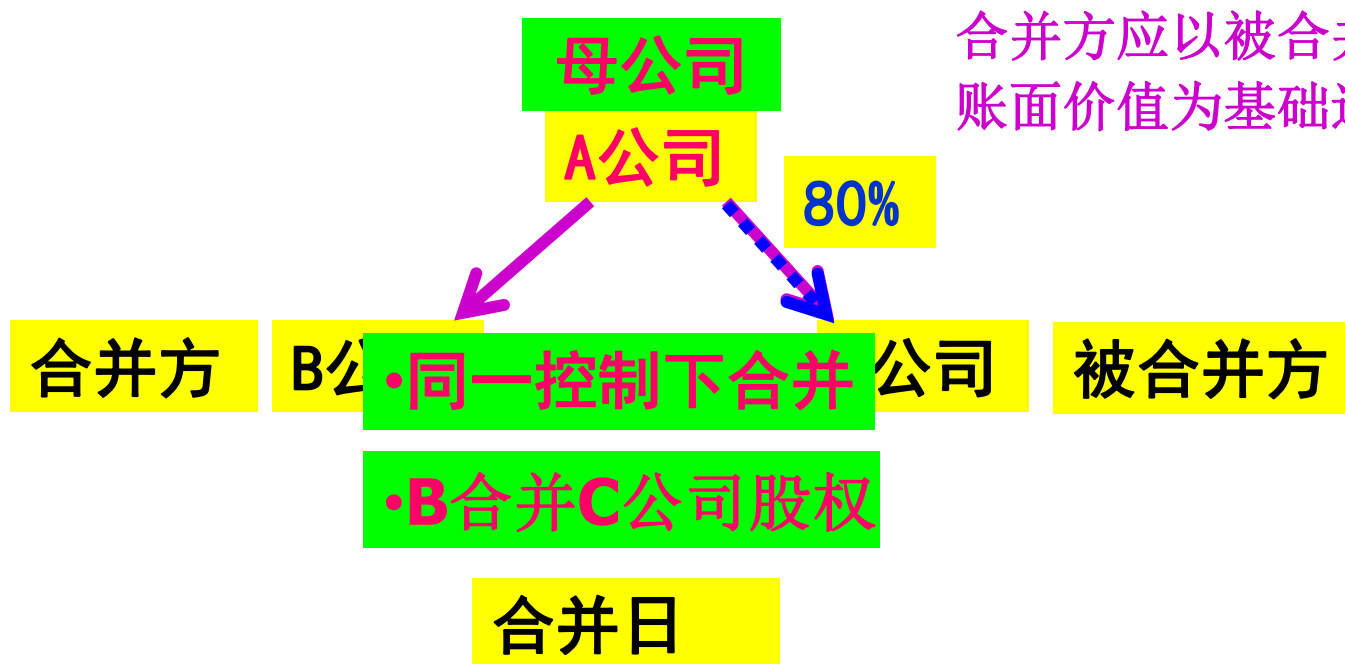 母公司
合并方应以被合
账面价值为基础
A公司
80%
合并方
B公
公司
被合并方
•同一控制下合并
•B合并C公司股权
合并日